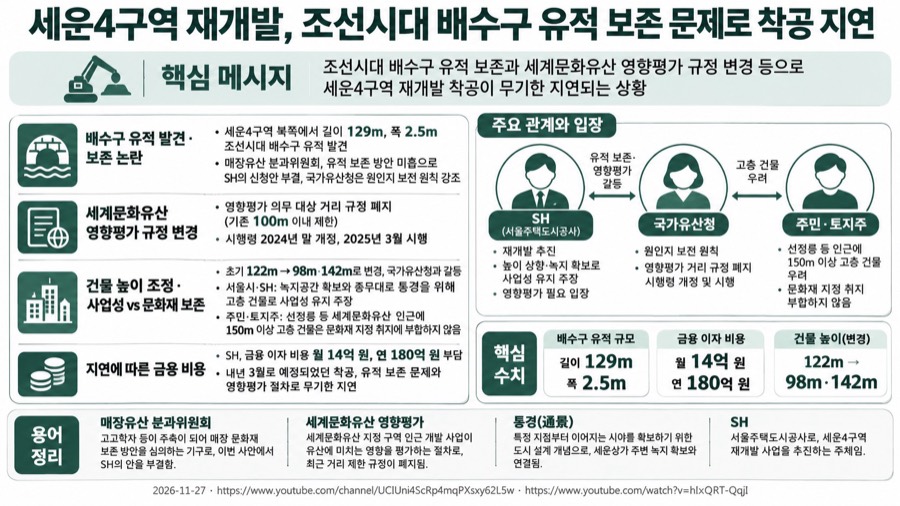 세운4구역 재개발, 조선시대 배수구 유적 보존 문제로 착공 지연
핵심 메시지
조선시대 배수구 유적 보존과 세계문화유산 영향평가 규정 변경 등으로
세운4구역 재개발 착공이 무기한 지연되는 상황
배수구 유적 발견·
보존 논란
• 세운4구역 북쪽에서 길이 129m, 폭 2.5m
조선시대 배수구 유적 발견
• 매장유산 분과위원회, 유적 보존 방안 미흡으로
SH의 신청안 부결, 국가유산청은 원인지 보전 원칙 강조
세계문화유산
영향평가 규정 변경
• 영향평가 의무 대상 거리 규정 폐지
(기존 100m 이내 제한)
• 시행령 2024년 말 개정, 2025년 3월 시행
건물 높이 조정·
사업성 vs 문화재 보존
• 초기 122m → 98m·142m로 변경, 국가유산청과 갈등
• 서울시·SH: 녹지공간 확보와 종무대로 통경을 위해
고층 건물로 사업성 유지 주장
• 주민·토지주: 선정릉 등 세계문화유산 인근에
150m 이상 고층 건물은 문화재 지정 취지에 부합하지 않음
지연에 따른 금융 비용
• SH, 금융 이자 비용 월 14억 원, 연 180억 원 부담
• 내년 3월로 예정되었던 착공, 유적 보존 문제와
영향평가 절차로 무기한 지연
주요 관계와 입장
유적 보존·
영향평가
갈등
고층 건물
우려
SH
(서울주택도시공사)
• 재개발 추진
• 높이 상향·녹지 확보로
사업성 유지 주장
• 영향평가 필요 입장
국가유산청
• 원인지 보전 원칙
• 영향평가 거리 규정 폐지
시행령 개정 및 시행
주민·토지주
• 선정릉 등 인근에
150m 이상 고층 건물
우려
• 문화재 지정 취지
부합하지 않음
핵심
수치
배수구 유적 규모
길이 129m
폭 2.5m
금융 이자 비용
월 14억 원
연 180억 원
건물 높이(변경)
122m →
98m·142m
용어
정리
매장유산 분과위원회
고고학자 등이 주축이 되어 매장 문화재
보존 방안을 심의하는 기구로, 이번 사안에서
SH의 안을 부결함.
세계문화유산 영향평가
세계문화유산 지정 구역 인근 개발 사업이
유산에 미치는 영향을 평가하는 절차로,
최근 거리 제한 규정이 폐지됨.
통경(通景)
특정 지점부터 이어지는 시야를 확보하기 위한
도시 설계 개념으로, 세운상가 주변 녹지 확보와
연결됨.
SH
서울주택도시공사로, 세운4구역
재개발 사업을 추진하는 주체임.
2026-11-27 · https://www.youtube.com/channel/UClUni4ScRp4mqPXsxy62L5w · https://www.youtube.com/watch?v=hIxQRT-QqjI